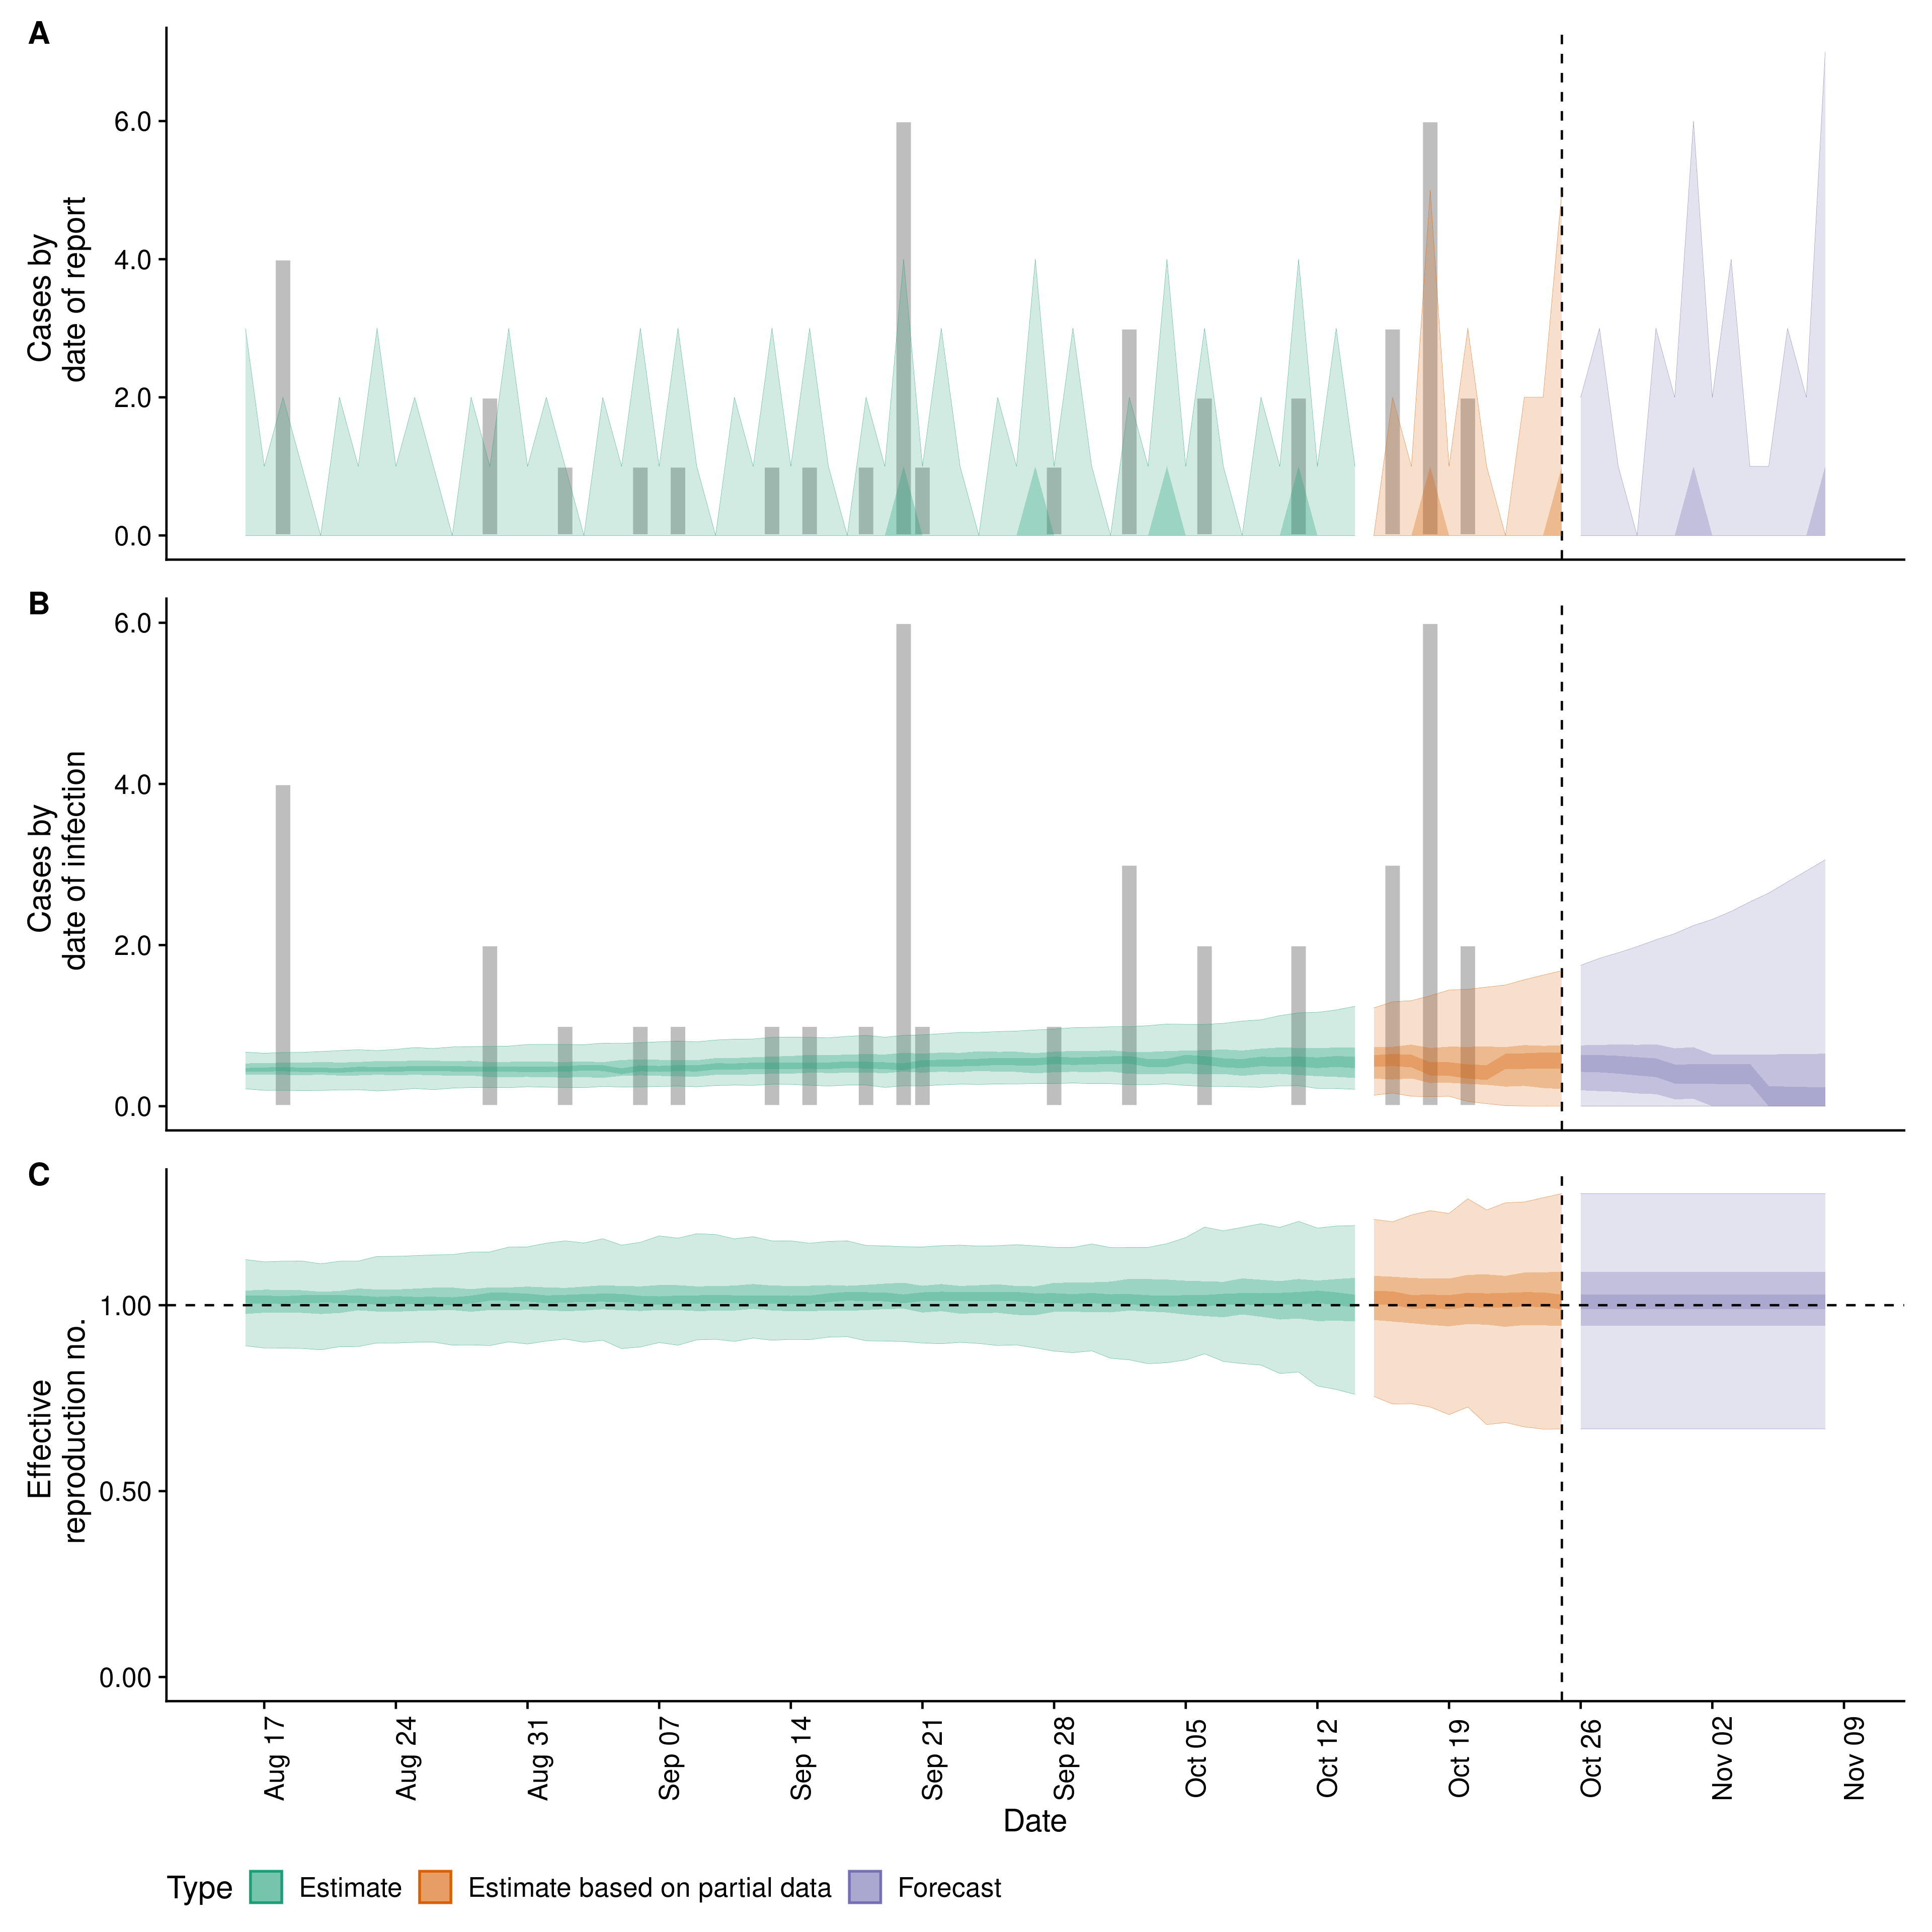 A
Cases by
date of report
6.0
4.0
2.0
0.0
B
Cases by
date of infection
6.0
4.0
2.0
0.0
C
Effective
reproduction no.
1.00
0.50
0.00
Aug 17
Aug 24
Aug 31
Sep 07
Sep 14
Sep 21
Sep 28
Oct 05
Oct 12
Oct 19
Oct 26
Nov 02
Nov 09
Date
Type Estimate Estimate based on partial data Forecast